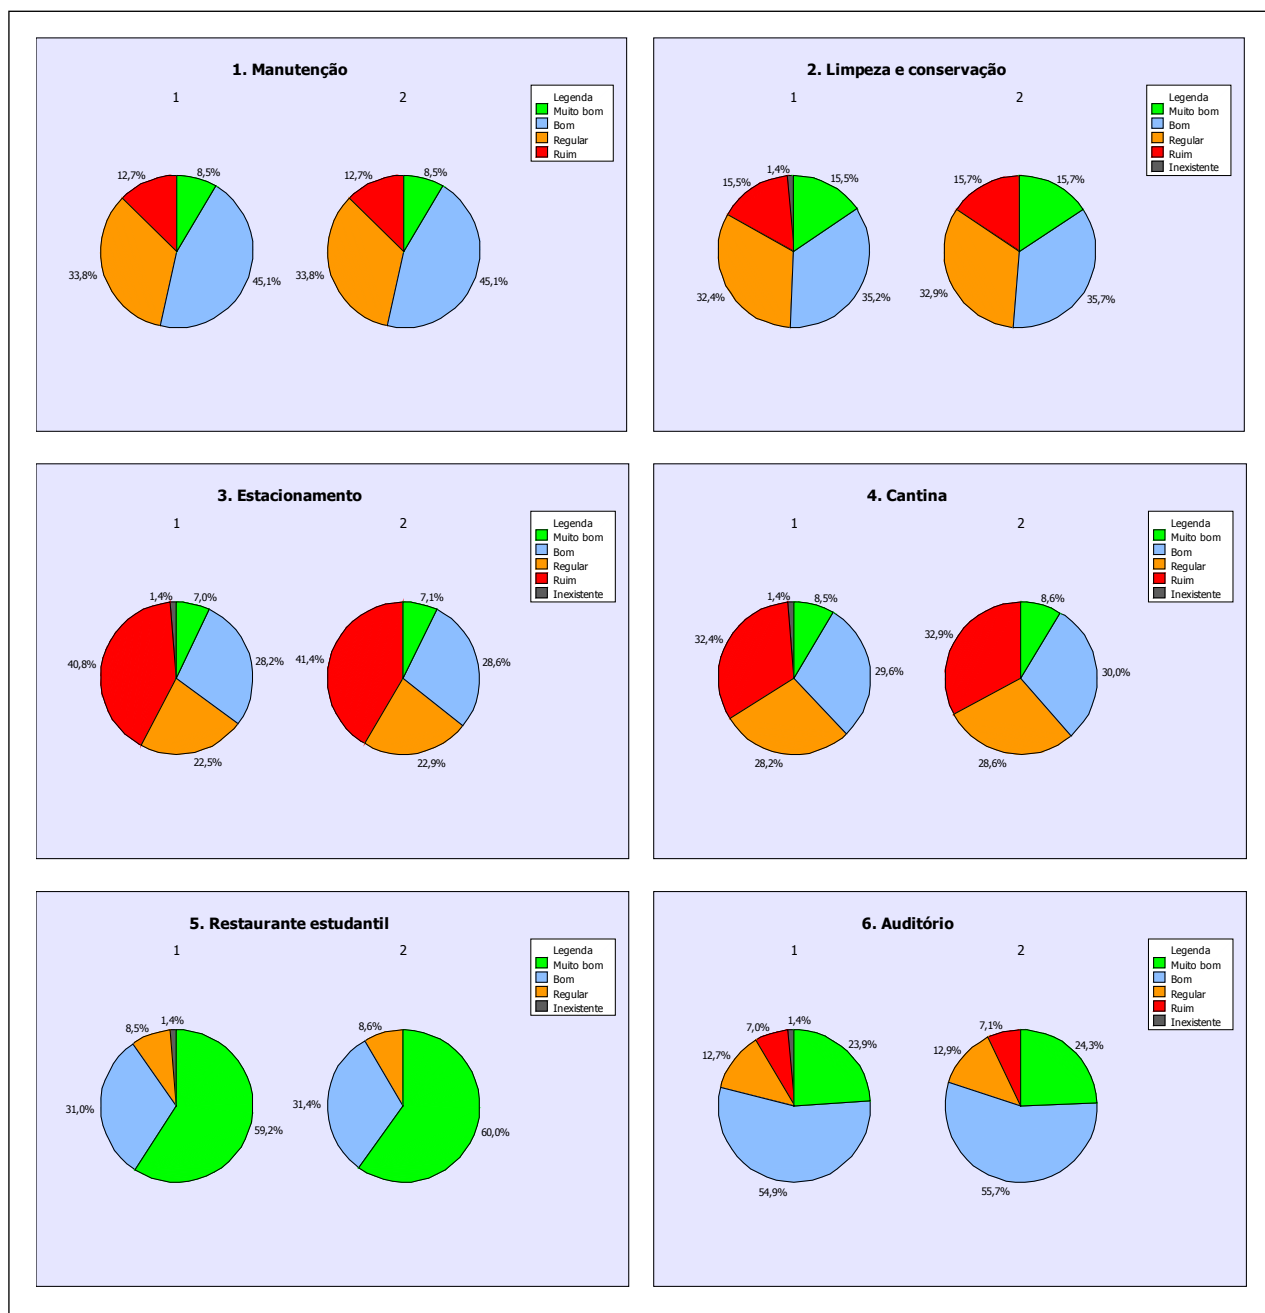 1. Manutenção
1
2
Legenda
Muito bom
Bom
Regular
Ruim
12,7%
8,5%
33,8%
45,1%
12,7%
8,5%
33,8%
45,1%
2. Limpeza e conservação
1
2
Legenda
Muito bom
Bom
Regular
Ruim
Inexistente
15,5%
1,4%
15,5%
32,4%
35,2%
15,7%
15,7%
32,9%
35,7%
3. Estacionamento
1
2
Legenda
Muito bom
Bom
Regular
Ruim
Inexistente
1,4%
7,0%
40,8%
28,2%
22,5%
7,1%
41,4%
28,6%
22,9%
4. Cantina
1
2
Legenda
Muito bom
Bom
Regular
Ruim
Inexistente
1,4%
8,5%
32,4%
29,6%
28,2%
8,6%
32,9%
30,0%
28,6%
5. Restaurante estudantil
1
2
Legenda
Muito bom
Bom
Regular
Inexistente
8,5%
1,4%
31,0%
59,2%
8,6%
31,4%
60,0%
6. Auditório
1
2
Legenda
Muito bom
Bom
Regular
Ruim
Inexistente
7,0%
1,4%
12,7%
23,9%
54,9%
7,1%
12,9%
24,3%
55,7%